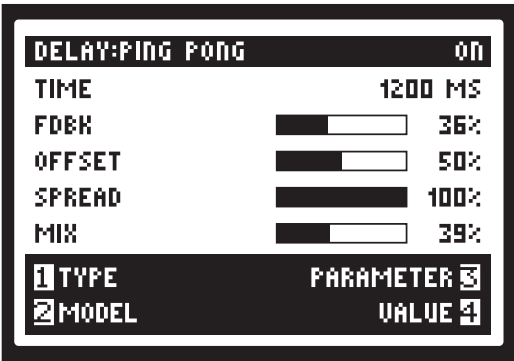 DELAY:PING PONG ON
TIME 1200 MS
FDBK 36%
OFFSET 50%
SPREAD 100%
MIX 39%
1 TYPE PARAMETER 3
2 MODEL VALUE 4